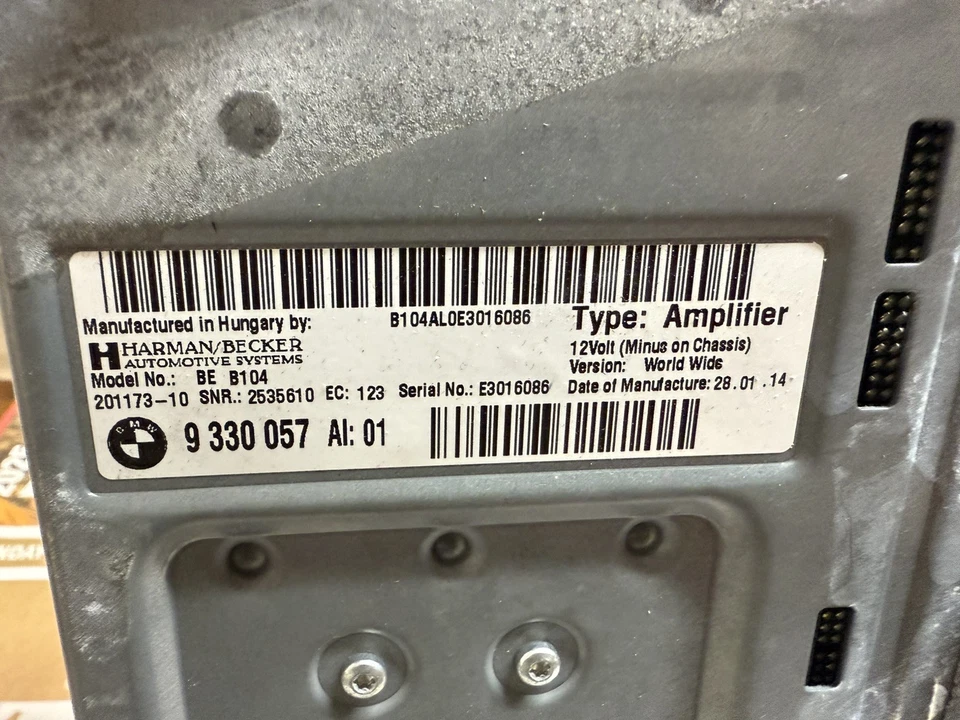 B104AL0E3016086
Manufactured in Hungary by:
HARMAN/BECKER
AUTOMOTIVE SYSTEMS
Type: Amplifier
12Volt (Minus on Chassis)
Version: World Wide
Model No.: BE B104
201173-10 SNR.: 2535610 EC: 123 Serial No.: E3016086 Date of Manufacture: 28.01.14
BMW
9 330 057 AI: 01